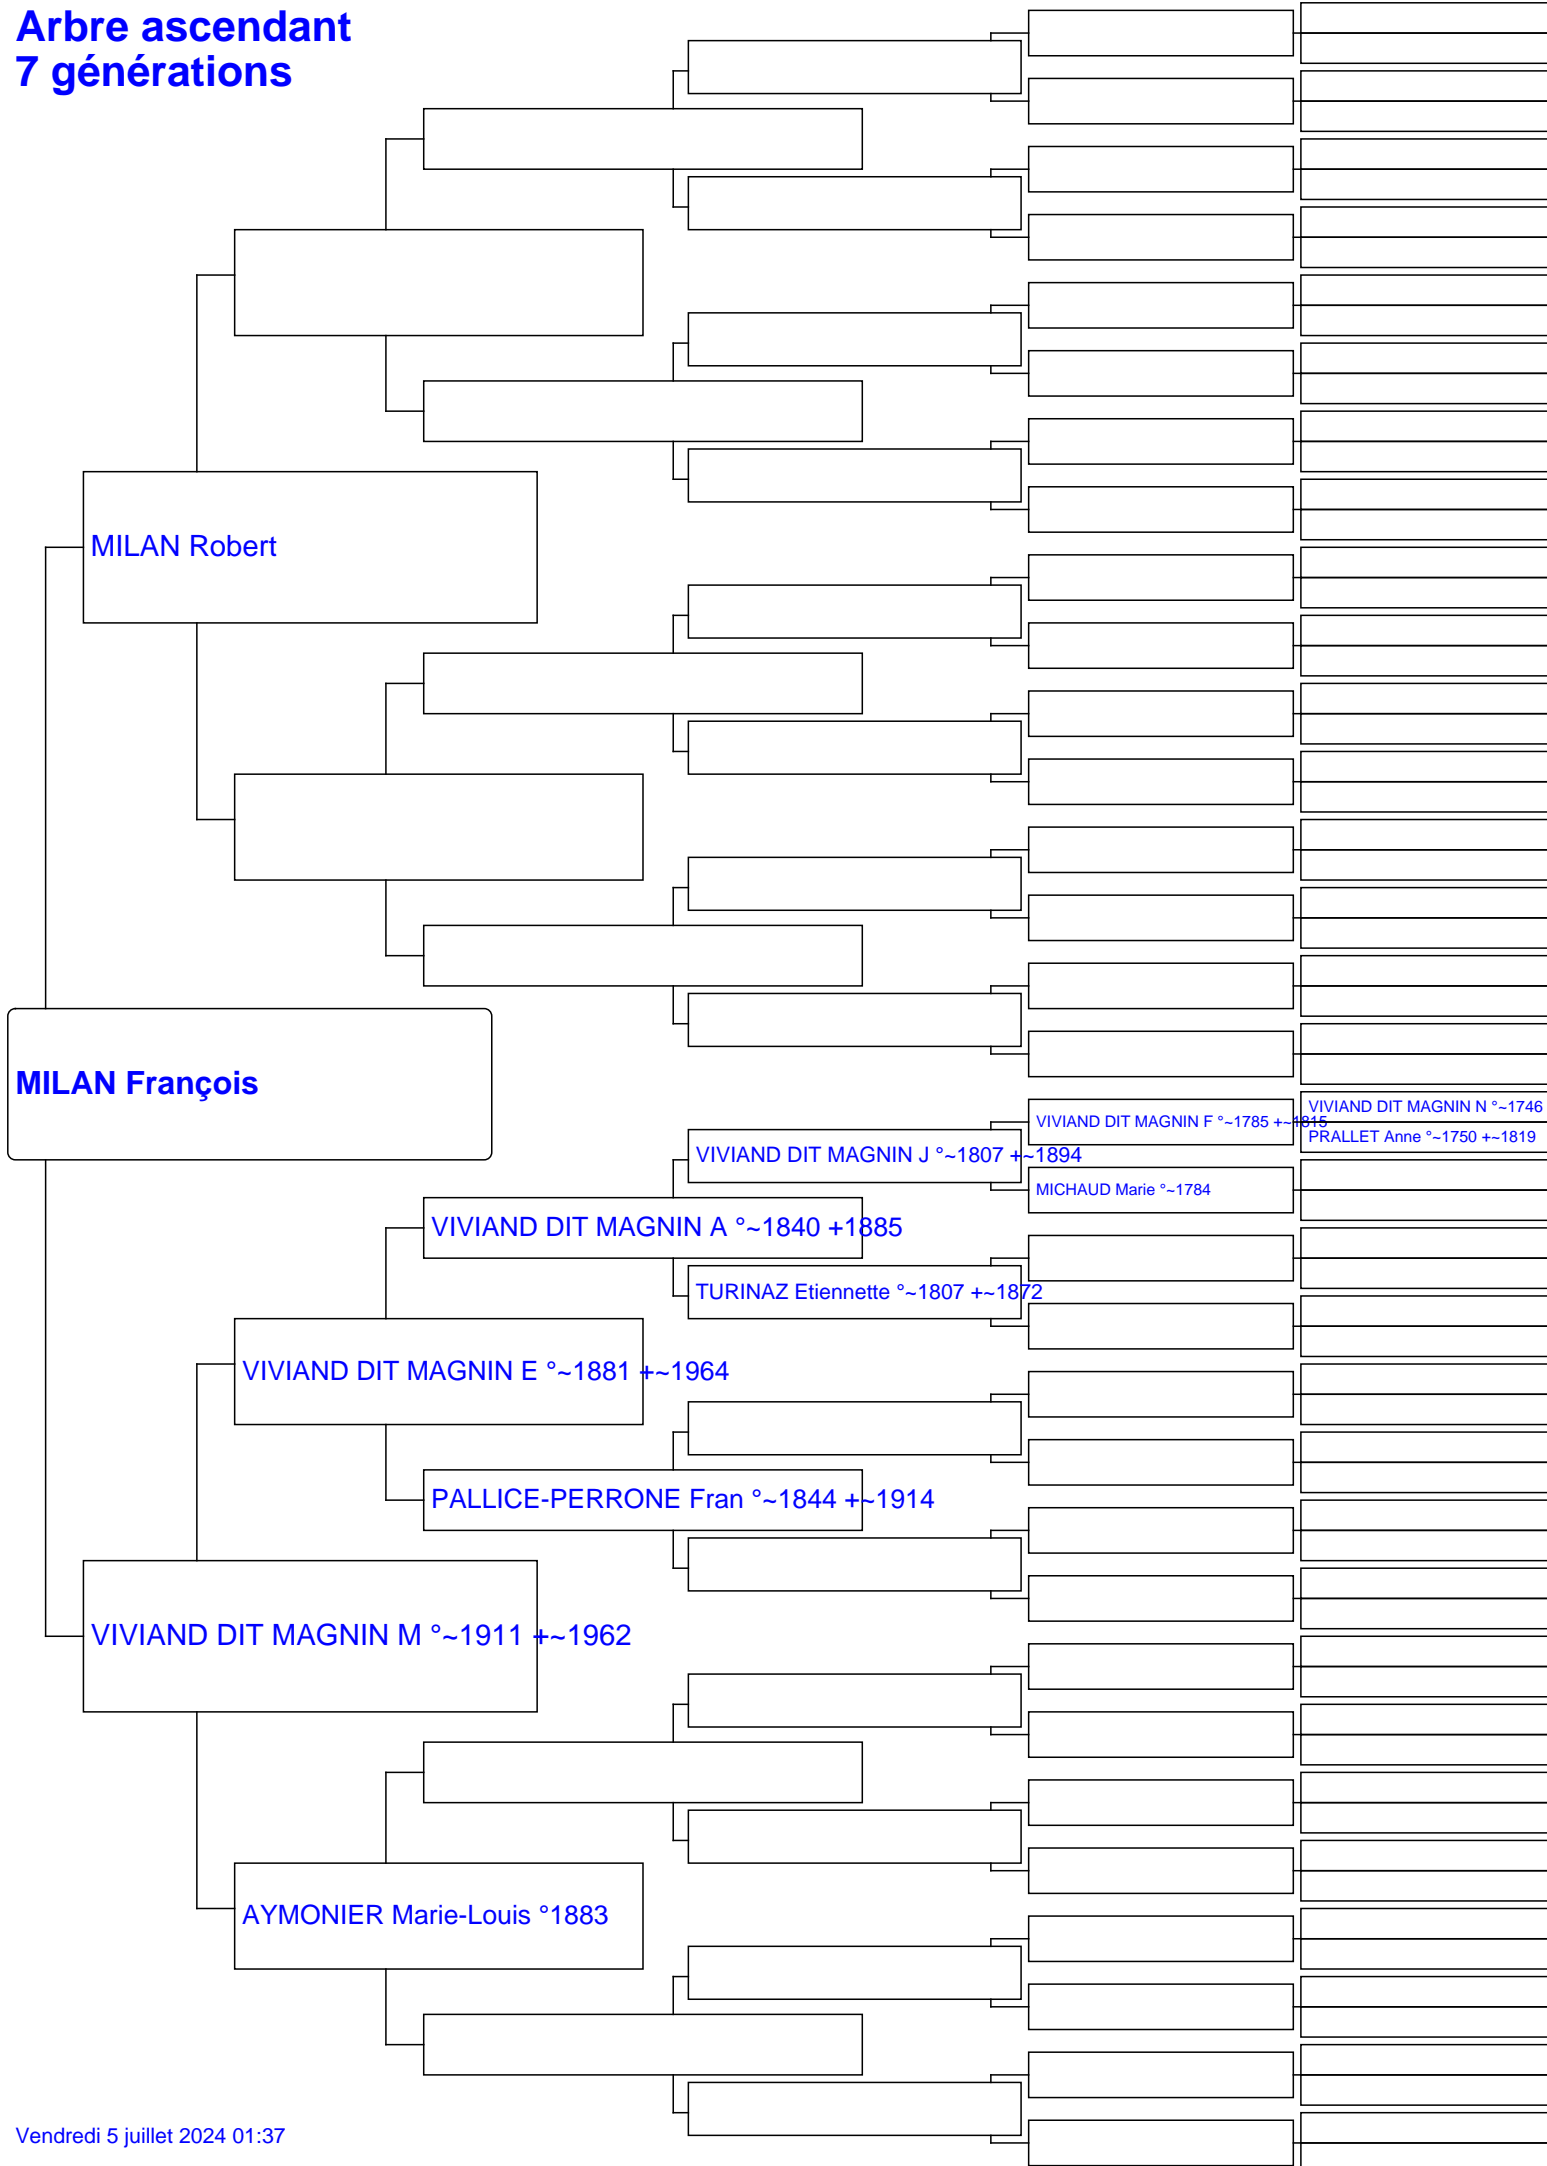 Arbre ascendant
7 générations
MILAN Robert
MILAN François
VIVIAND DIT MAGNIN N °~1746
VIVIAND DIT MAGNIN F °~1785 +~1815
PRALLET Anne °~1750 +~1819
VIVIAND DIT MAGNIN J °~1807 +~1894
MICHAUD Marie °~1784
VIVIAND DIT MAGNIN A °~1840 +1885
TURINAZ Etiennette °~1807 +~1872
VIVIAND DIT MAGNIN E °~1881 +~1964
PALLICE-PERRONE Fran °~1844 +~1914
VIVIAND DIT MAGNIN M °~1911 +~1962
AYMONIER Marie-Louis °1883
Vendredi 5 juillet 2024 01:37